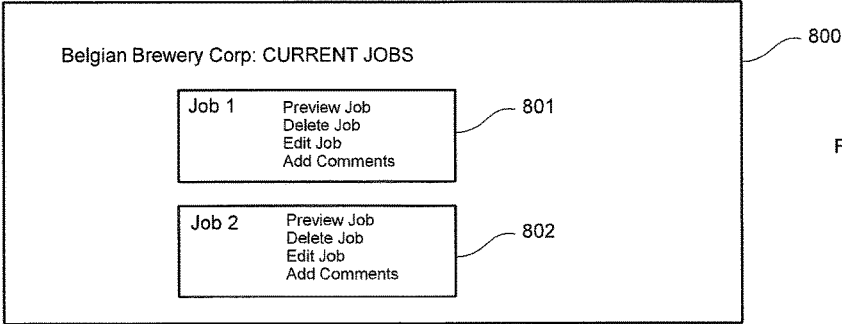 Belgian Brewery Corp: CURRENT JOBS
800
Job 1
Preview Job
Delete Job
Edit Job
Add Comments
801
Job 2
Preview Job
Delete Job
Edit Job
Add Comments
802